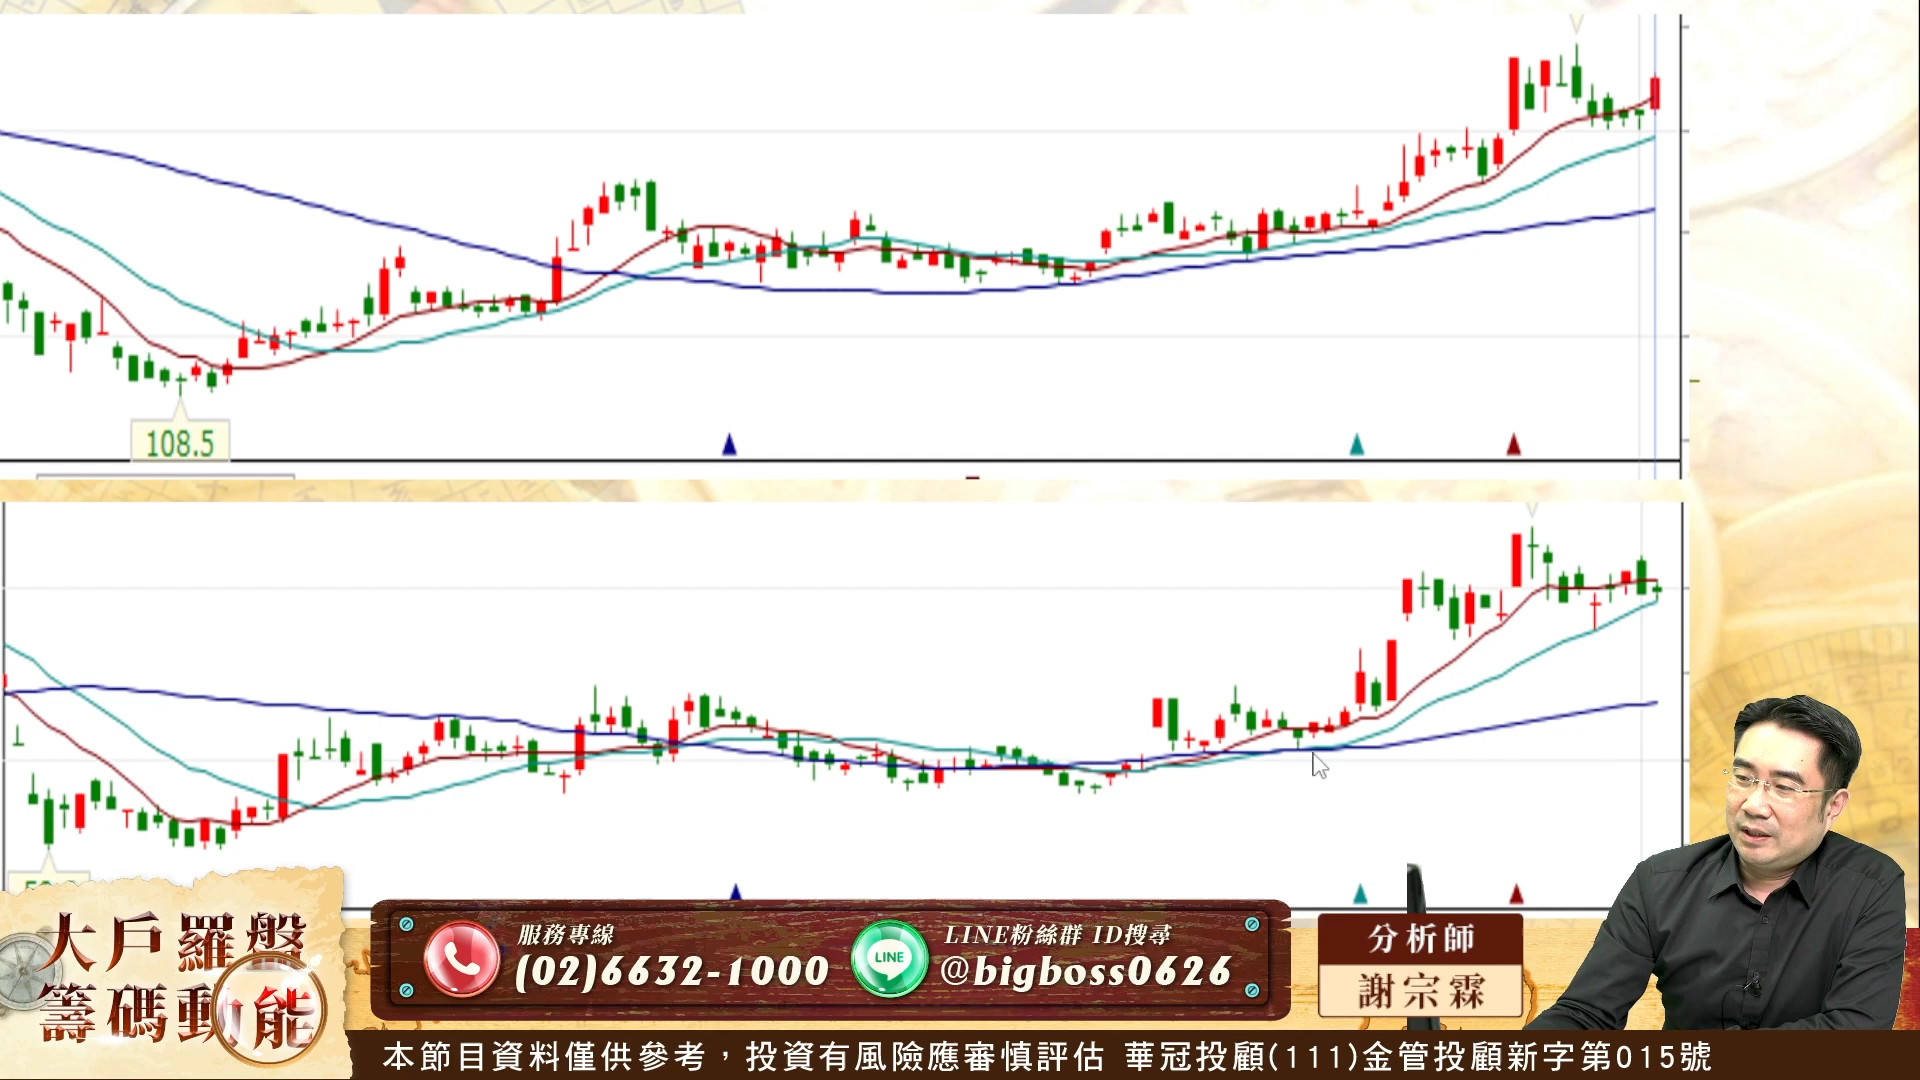 108.5
大戶羅盤
籌碼動能
服務專線
(02)6632-1000
LINE
LINE粉絲群 ID搜尋
@bigboss0626
分析師
謝宗霖
本節目資料僅供參考，投資有風險應審慎評估 華冠投顧(111)金管投顧新字第015號